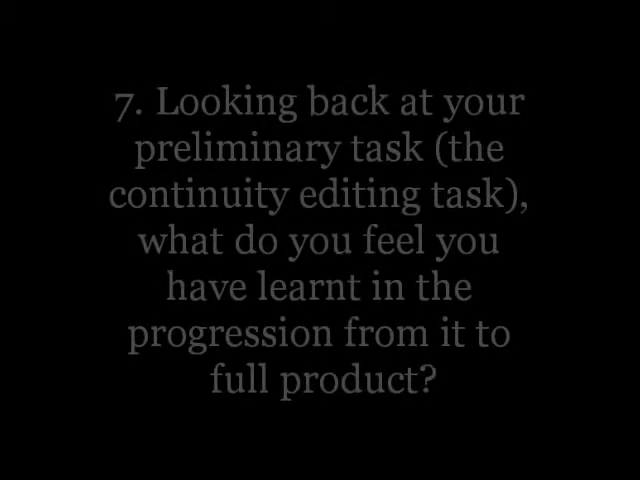 7. Looking back at your
preliminary task (the
continuity editing task),
what do you feel you
have learnt in the
progression from it to
full product?